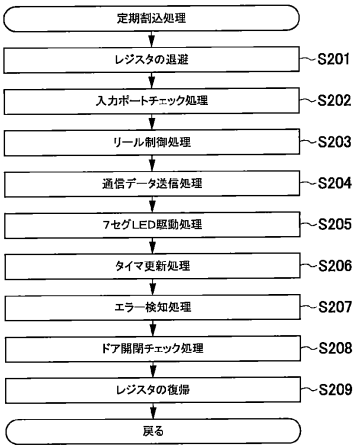 定期割込処理
レジスタの退避 S201
入力ポートチェック処理 S202
リール制御処理 S203
通信データ送信処理 S204
7セグLED駆動処理 S205
タイマ更新処理 S206
エラー検知処理 S207
ドア開閉チェック処理 S208
レジスタの復帰 S209
戻る